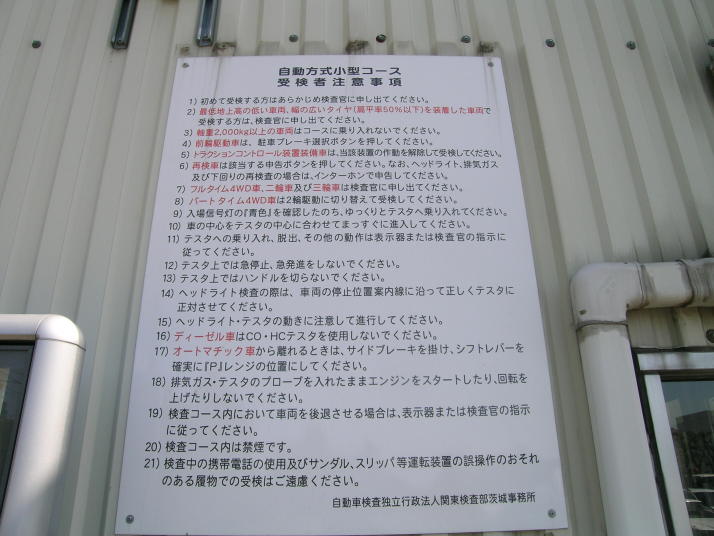 自動方式小型コース
受検者注意事項
1) 初めて受検する方はあらかじめ検査官に申し出てください。
2) 最低地上高の低い車両、幅の広いタイヤ(扁平率50%以下)を装着した車両で
受検する方は、検査官に申し出てください。
3) 軸重2,000kg以上の車両はコースに乗り入れないでください。
4) 前輪駆動車は、駐車ブレーキ選択ボタンを押してください。
5) トラクションコントロール装置装備車は、当該装置の作動を解除して受検してください。
6) 再検車は該当する申告ボタンを押してください。なお、ヘッドライト、排気ガス
及び下回りの再検査の場合は、インターホンで申告してください。
7) フルタイム4WD車、二輪車及び三輪車は検査官に申し出てください。
8) パートタイム4WD車は2輪駆動に切り替えて受検してください。
9) 入場信号灯の『青色』を確認したのち、ゆっくりとテスタへ乗り入れてください。
10) 車の中心をテスタの中心に合わせてまっすぐに進入してください。
11) テスタへの乗り入れ、脱出、その他の動作は表示器または検査官の指示に
従ってください。
12) テスタ上では急停止、急発進をしないでください。
13) テスタ上ではハンドルを切らないでください。
14) ヘッドライト検査の際は、車両の停止位置案内線に沿って正しくテスタに
正対させてください。
15) ヘッドライト・テスタの動きに注意して進行してください。
16) ディーゼル車はCO・HCテスタを使用しないでください。
17) オートマチック車から離れるときは、サイドブレーキを掛け、シフトレバーを
確実に『P』レンジの位置にしてください。
18) 排気ガス・テスタのプローブを入れたままエンジンをスタートしたり、回転を
上げたりしないでください。
19) 検査コース内において車両を後退させる場合は、表示器または検査官の指示
に従ってください。
20) 検査コース内は禁煙です。
21) 検査中の携帯電話の使用及びサンダル、スリッパ等運転装置の誤操作のおそれ
のある履物での受検はご遠慮ください。
自動車検査独立行政法人関東検査部茨城事務所